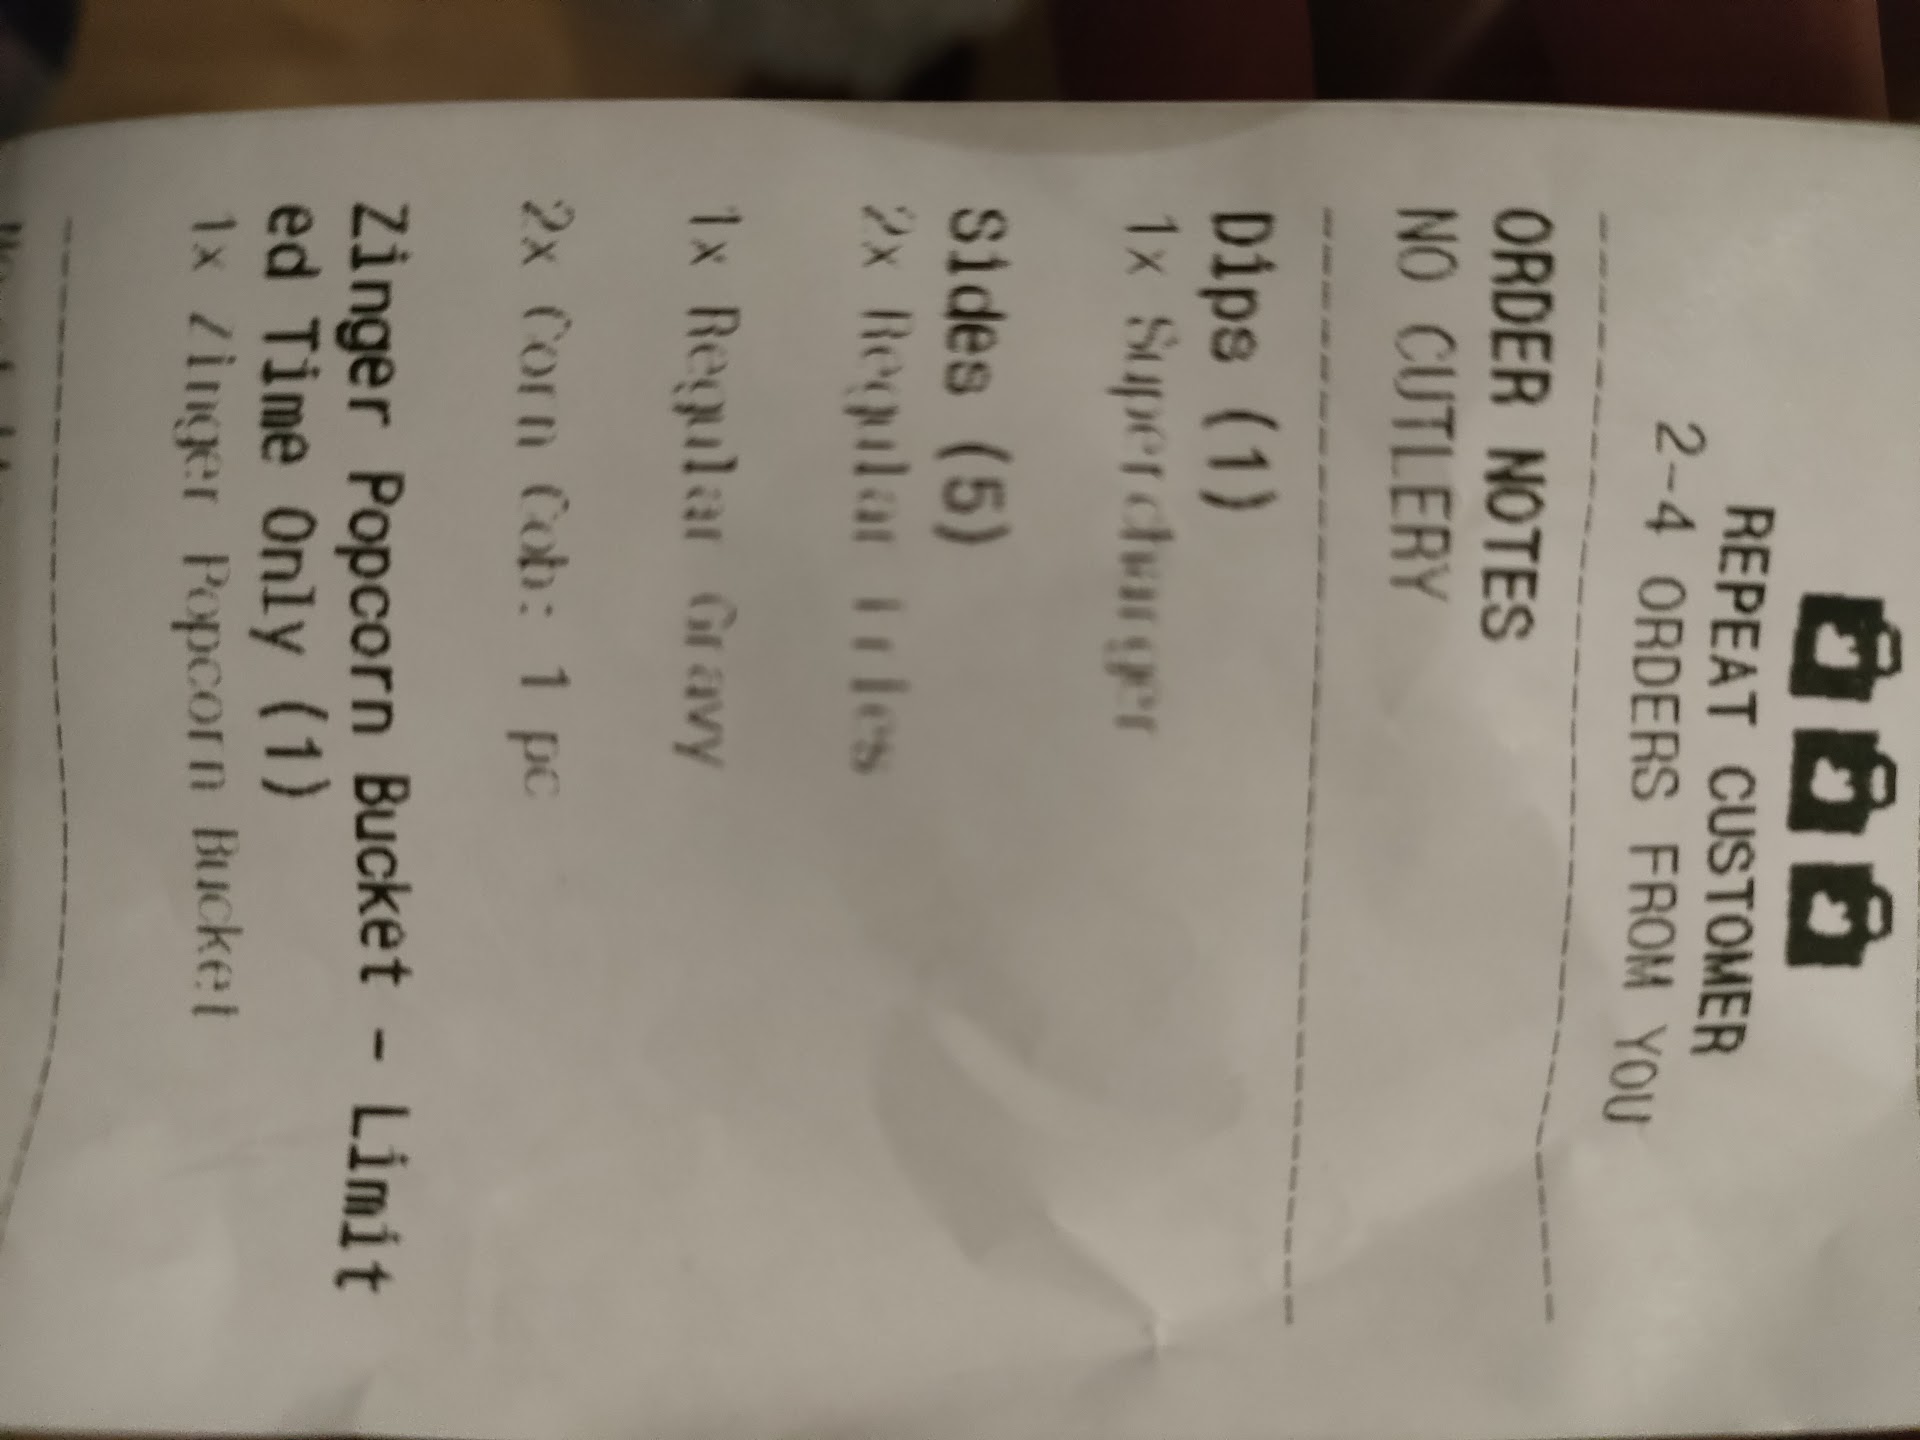 REPEAT CUSTOMER
2-4 ORDERS FROM YOU
ORDER NOTES
NO CUTLERY
Dips (1)
1x Supercharger
Sides (5)
2x Regular Fries
1x Regular Gravy
2x Corn Cob: 1 pc
Zinger Popcorn Bucket - Limit
ed Time Only (1)
1x Zinger Popcorn Bucket